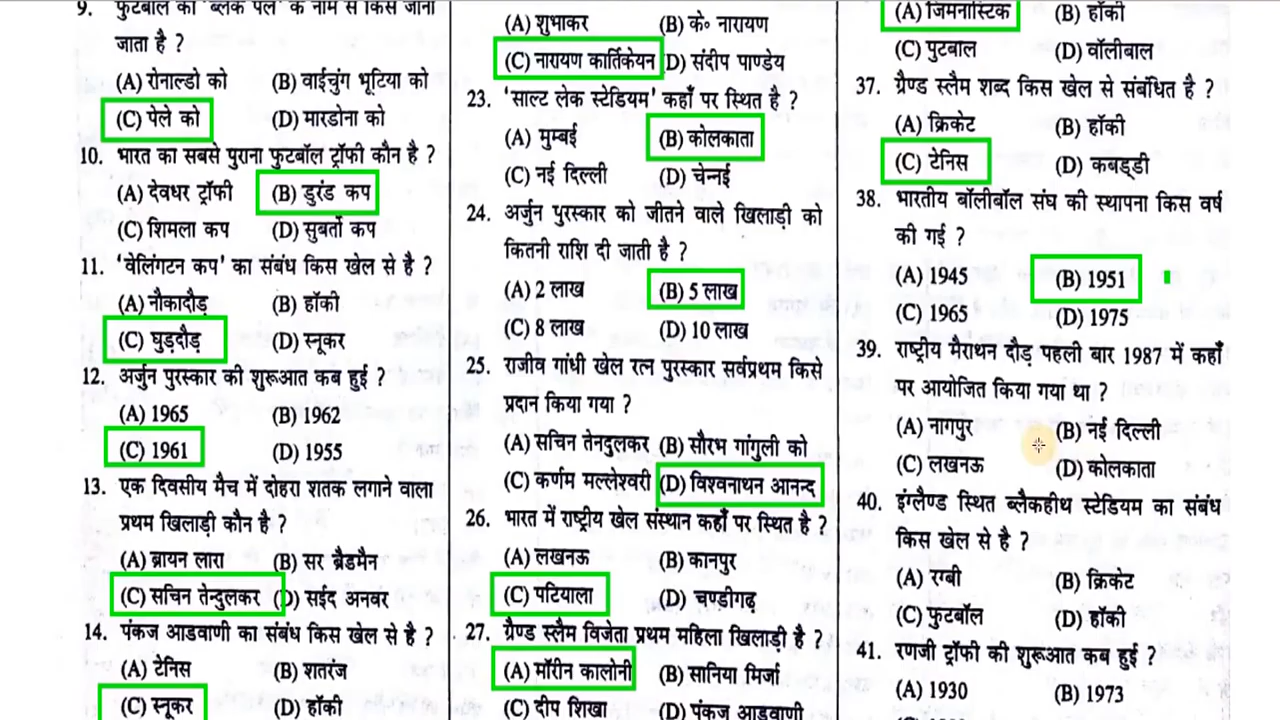 9. फुटबॉल का 'ब्लैक पर्ल' के नाम से किसे जाना
जाता है ?
(A) रोनाल्डो को (B) वाईचुंग भूटिया को
(C) पेले को (D) मारडोना को
10. भारत का सबसे पुराना फुटबॉल ट्रॉफी कौन है ?
(A) देवधर ट्रॉफी (B) डुरंड कप
(C) शिमला कप (D) सुबर्तो कप
11. 'वेलिंगटन कप' का संबंध किस खेल से है ?
(A) नौकादौड़ (B) हॉकी
(C) घुड़दौड़ (D) स्नूकर
12. अर्जुन पुरस्कार की शुरूआत कब हुई ?
(A) 1965 (B) 1962
(C) 1961 (D) 1955
13. एक दिवसीय मैच में दोहरा शतक लगाने वाला
प्रथम खिलाड़ी कौन है ?
(A) ब्रायन लारा (B) सर ब्रैडमैन
(C) सचिन तेन्दुलकर (D) सईद अनवर
14. पंकज आडवाणी का संबंध किस खेल से है ?
(A) टेनिस (B) शतरंज
(C) स्नूकर (D) हॉकी
(A) शुभाकर (B) के॰ नारायण
(C) नारायण कार्तिकेयन (D) संदीप पाण्डेय
23. 'साल्ट लेक स्टेडियम' कहाँ पर स्थित है ?
(A) मुम्बई (B) कोलकाता
(C) नई दिल्ली (D) चेन्नई
24. अर्जुन पुरस्कार को जीतने वाले खिलाड़ी को
कितनी राशि दी जाती है ?
(A) 2 लाख (B) 5 लाख
(C) 8 लाख (D) 10 लाख
25. राजीव गांधी खेल रत्न पुरस्कार सर्वप्रथम किसे
प्रदान किया गया ?
(A) सचिन तेनदुलकर (B) सौरभ गांगुली को
(C) कर्णम मल्लेश्वरी (D) विश्वनाथन आनन्द
26. भारत में राष्ट्रीय खेल संस्थान कहाँ पर स्थित है ?
(A) लखनऊ (B) कानपुर
(C) पटियाला (D) चण्डीगढ़
27. ग्रैण्ड स्लैम विजेता प्रथम महिला खिलाड़ी है ?
(A) मॉरीन कालोनी (B) सानिया मिर्जा
(C) दीप शिखा (D) पंकज आडवाणी
(A) जिमनास्टिक (B) हॉकी
(C) पुटबाल (D) वॉलीबाल
37. ग्रैण्ड स्लैम शब्द किस खेल से संबंधित है ?
(A) क्रिकेट (B) हॉकी
(C) टेनिस (D) कबड्डी
38. भारतीय बॉलीबॉल संघ की स्थापना किस वर्ष
की गई ?
(A) 1945 (B) 1951
(C) 1965 (D) 1975
39. राष्ट्रीय मैराथन दौड़ पहली बार 1987 में कहाँ
पर आयोजित किया गया था ?
(A) नागपुर (B) नई दिल्ली
(C) लखनऊ (D) कोलकाता
40. इंग्लैण्ड स्थित ब्लैकहीथ स्टेडियम का संबंध
किस खेल से है ?
(A) रग्बी (B) क्रिकेट
(C) फुटबॉल (D) हॉकी
41. रणजी ट्रॉफी की शुरूआत कब हुई ?
(A) 1930 (B) 1973